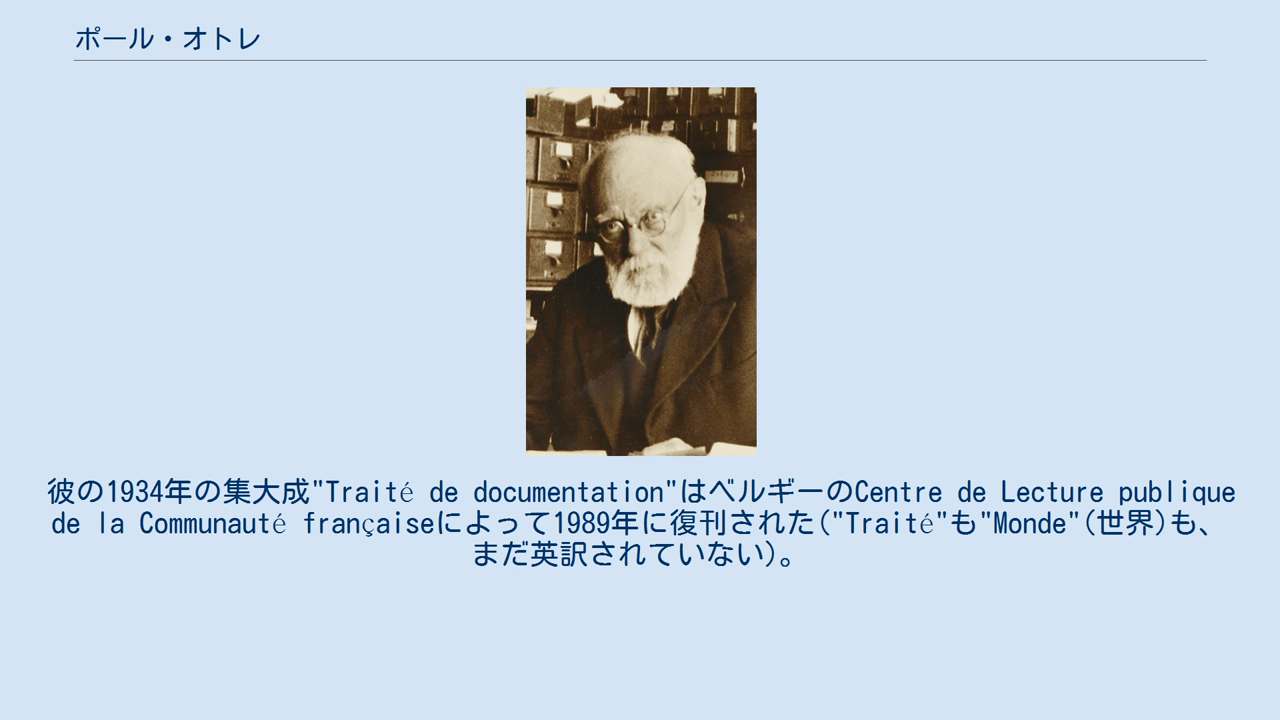 ポール・オトレ
彼の1934年の集大成"Traité de documentation"はベルギーのCentre de Lecture publique
de la Communauté françaiseによって1989年に復刊された("Traité"も"Monde"(世界)も、
まだ英訳されていない)。